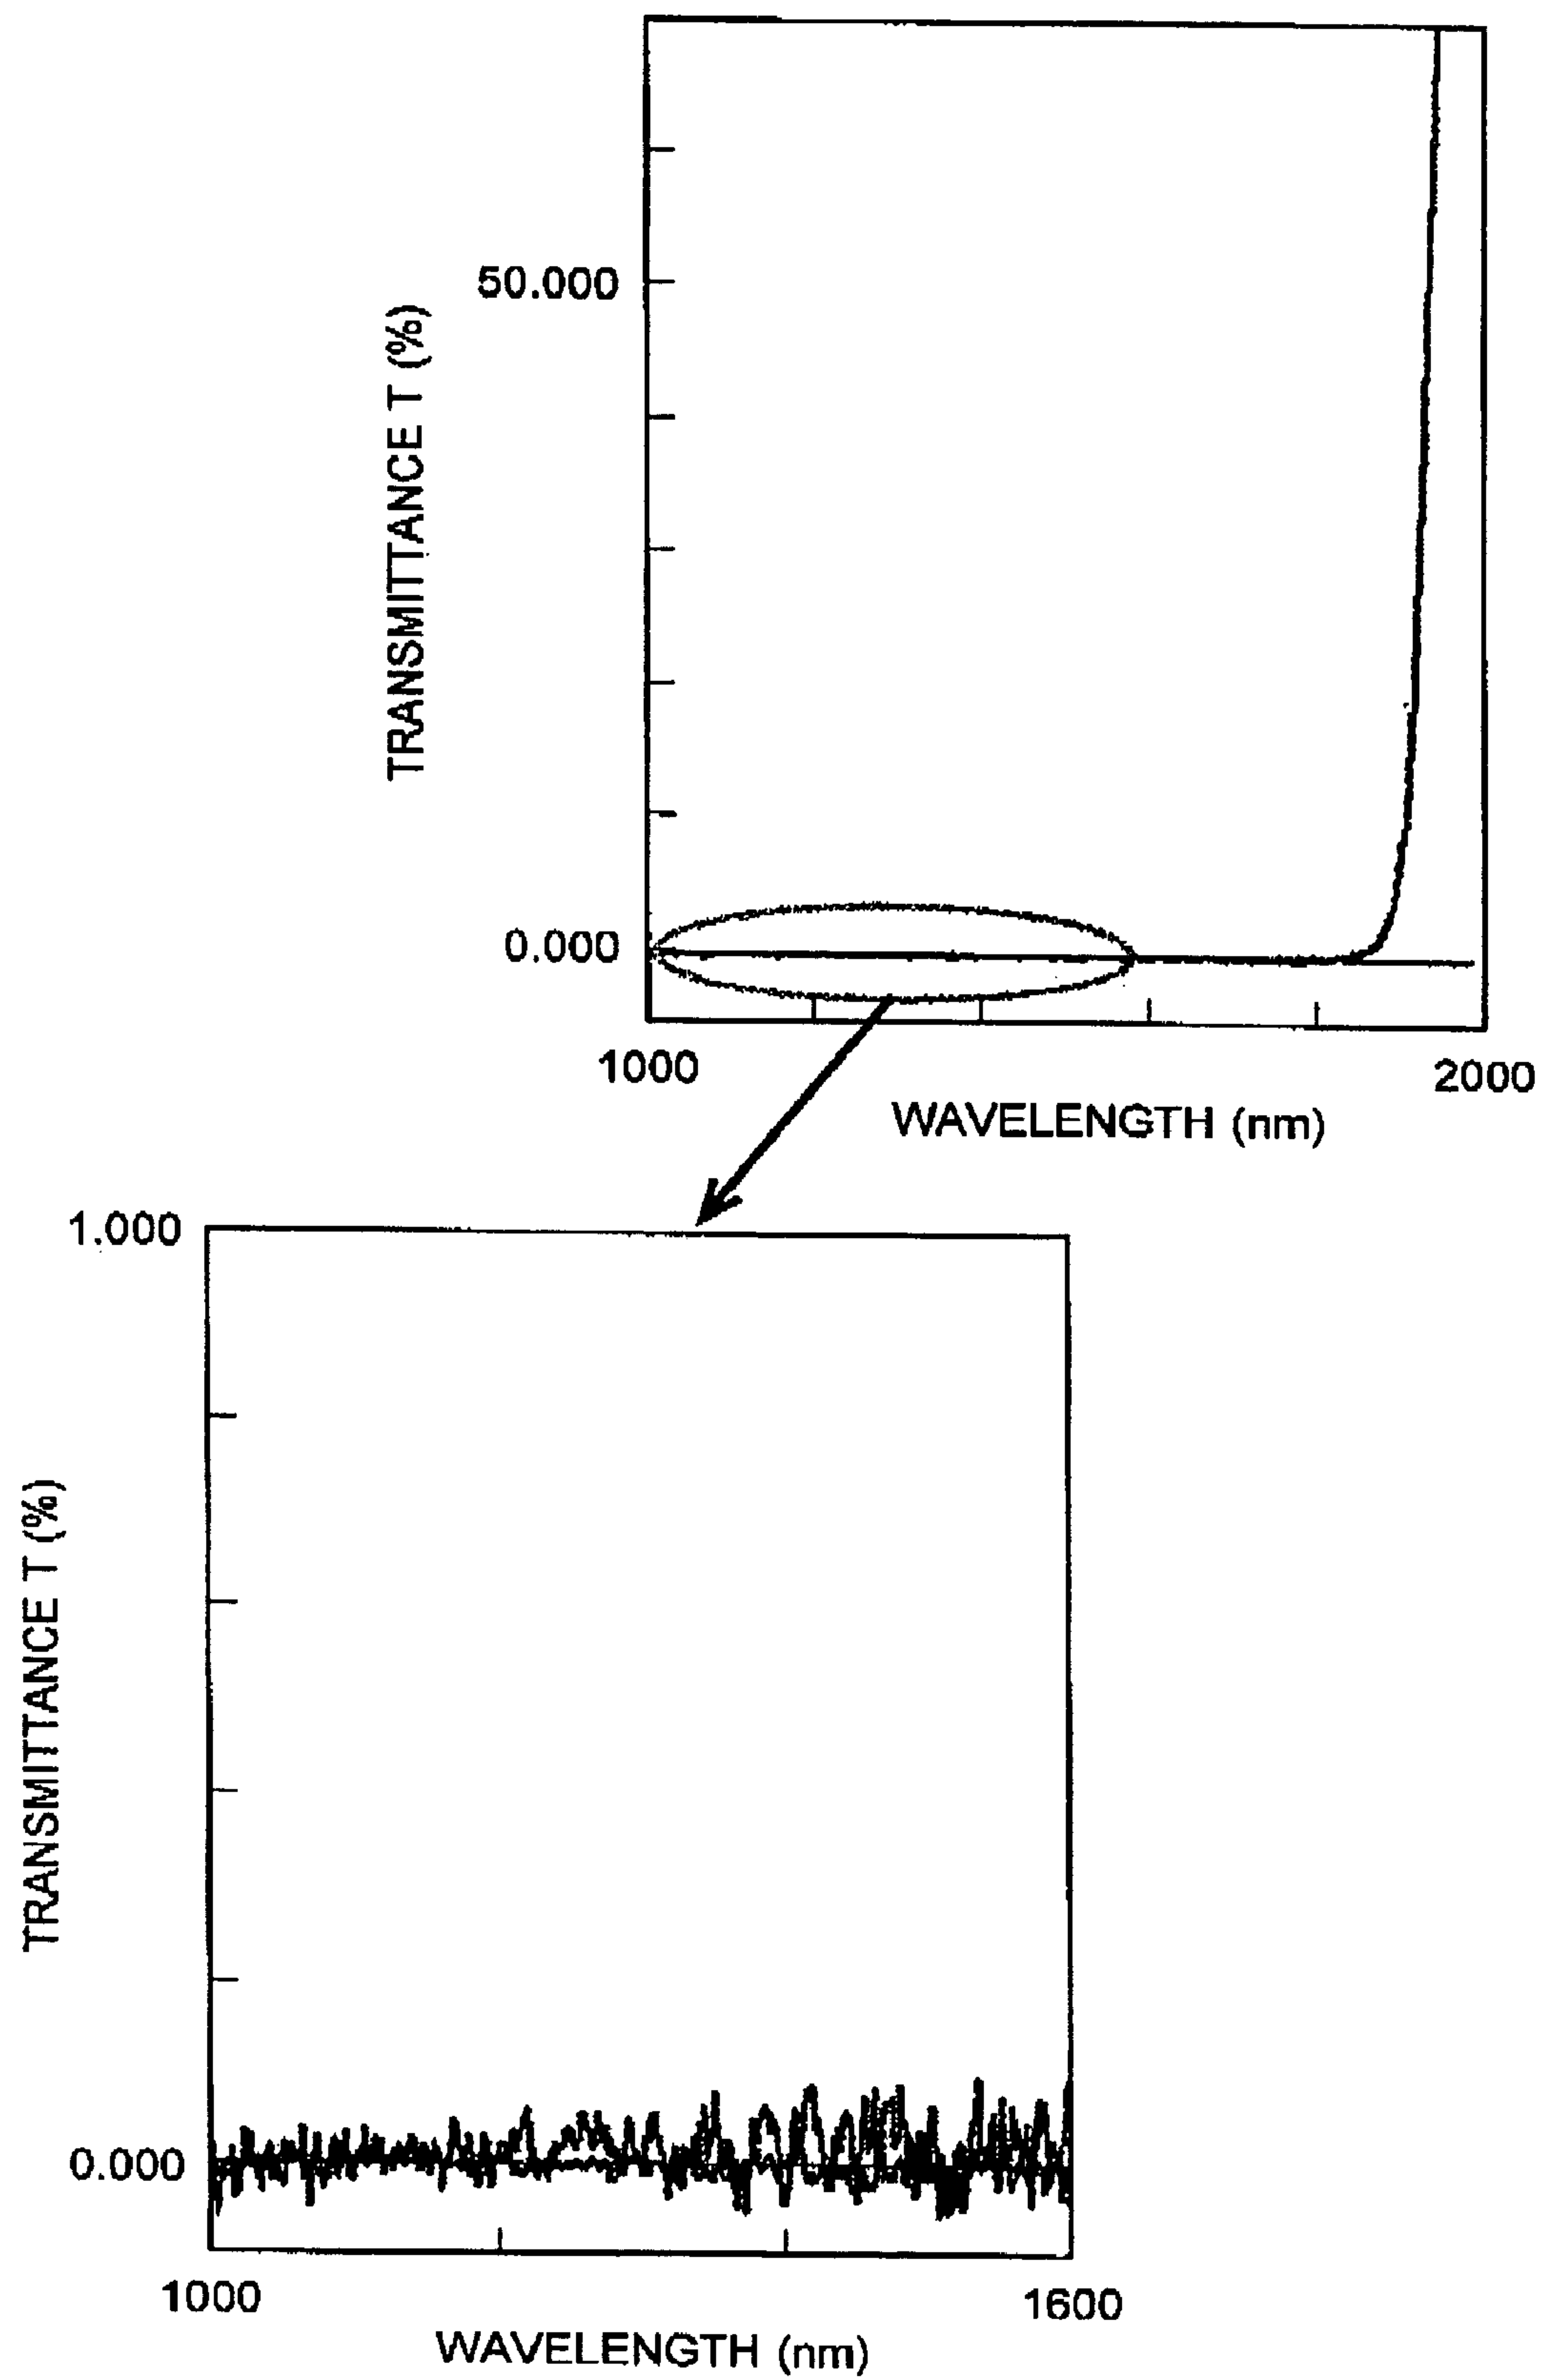 50.000
TRANSMITTANCE T (%)
0.000
1000
2000
WAVELENGTH (nm)
1.000
TRANSMITTANCE T (%)
0.000
1000
1600
WAVELENGTH (nm)